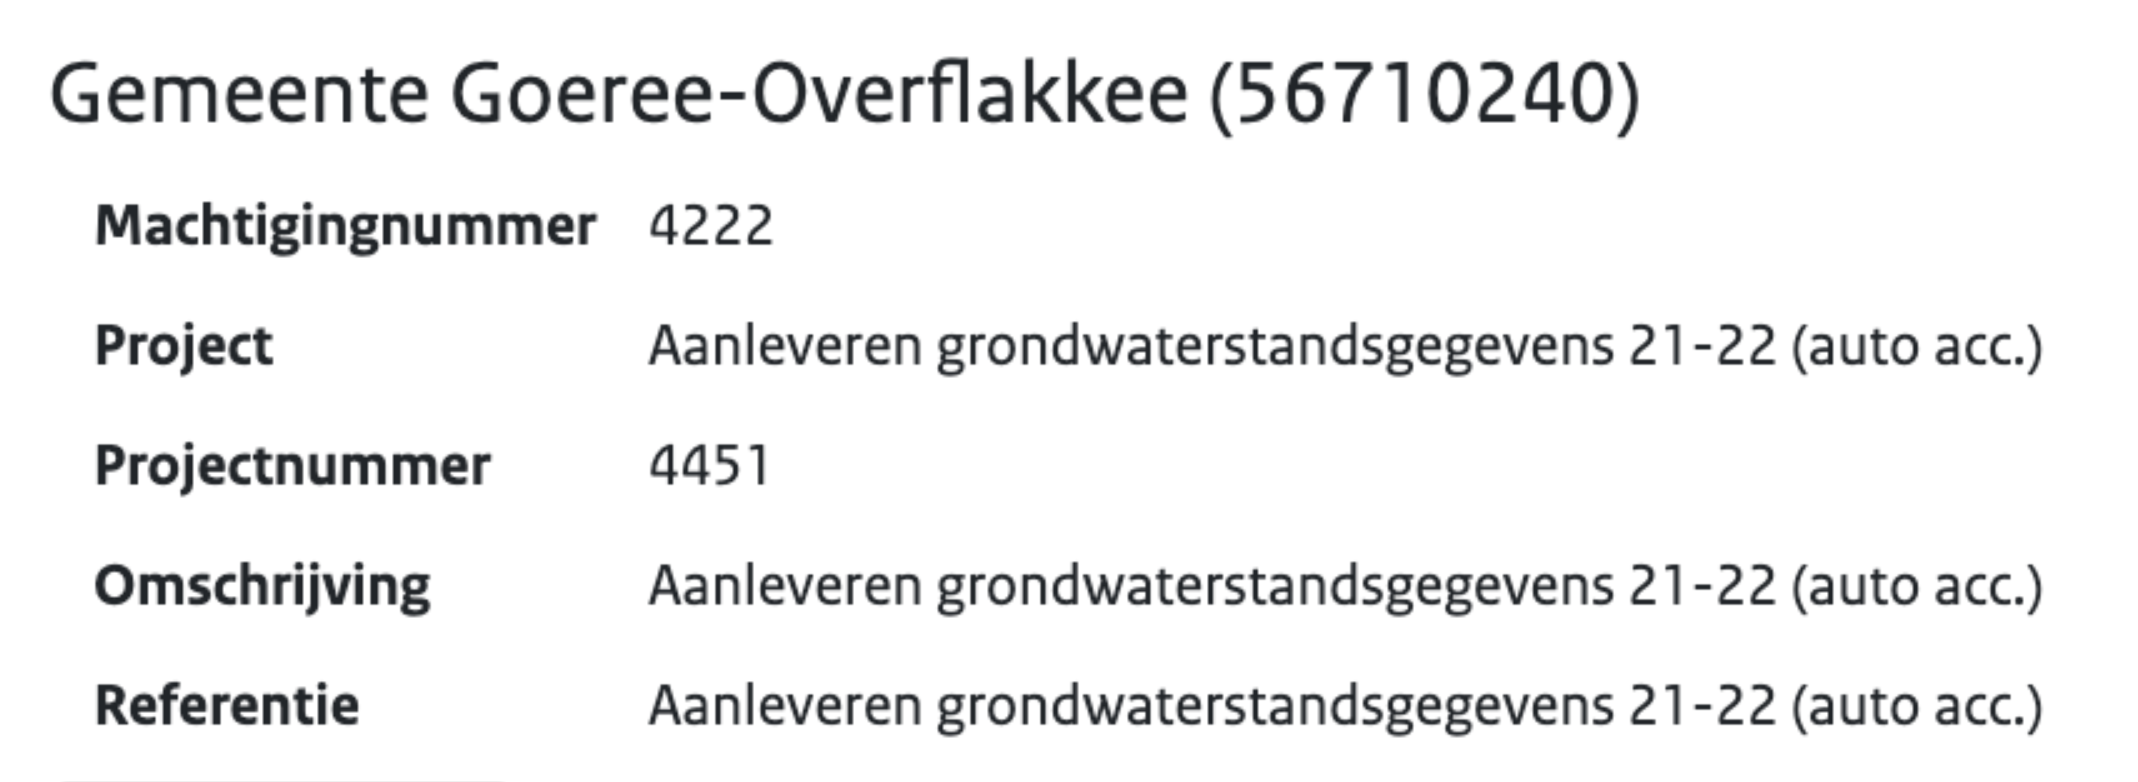 Gemeente Goeree-Overflakkee (56710240)
Machtigingnummer 4222
Project Aanleveren grondwaterstandsgegevens 21-22 (auto acc.)
Projectnummer 4451
Omschrijving Aanleveren grondwaterstandsgegevens 21-22 (auto acc.)
Referentie Aanleveren grondwaterstandsgegevens 21-22 (auto acc.)